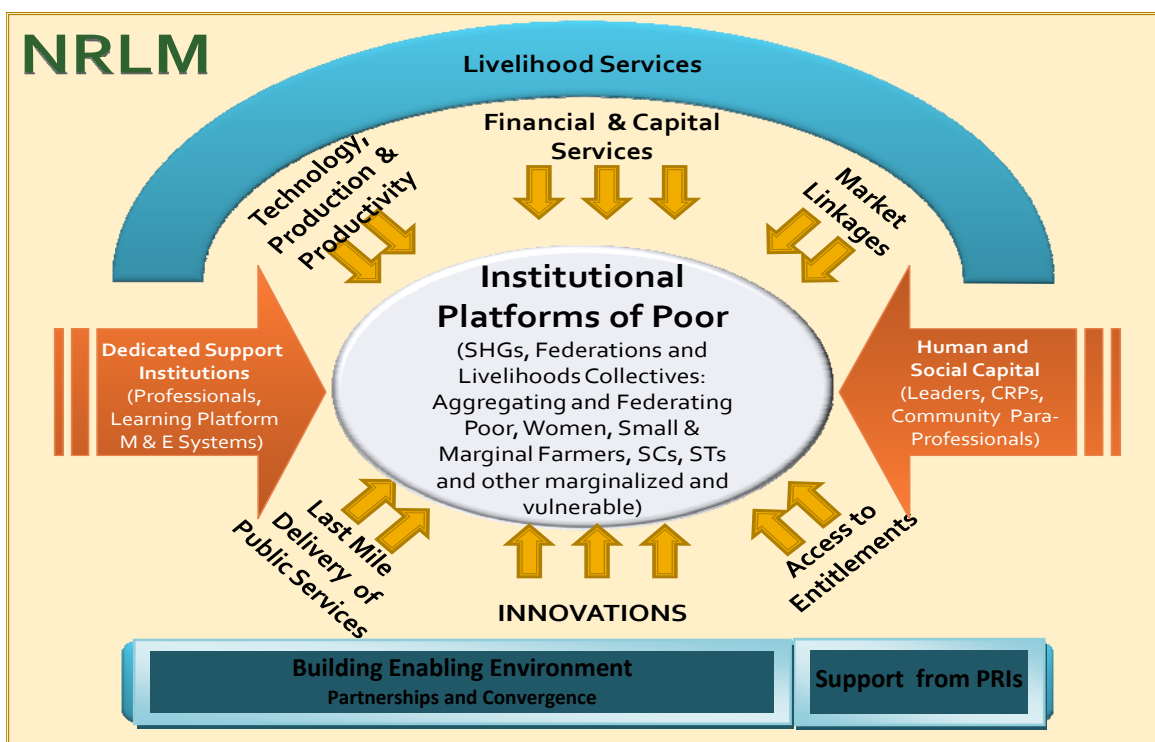 NRLM
Livelihood Services
Financial & Capital
Services
Technology,
Production &
Productivity
Market
Linkages
Institutional
Platforms of Poor
(SHGs, Federations and
Livelihoods Collectives:
Aggregating and Federating
Poor, Women, Small &
Marginal Farmers, SCs, STs
and other marginalized and
vulnerable)
Dedicated Support
Institutions
(Professionals,
Learning Platform
M & E Systems)
Human and
Social Capital
(Leaders, CRPs,
Community Para-
Professionals)
Last Mile
Delivery of
Public Services
INNOVATIONS
Access to
Entitlements
Building Enabling Environment
Partnerships and Convergence
Support from PRIs